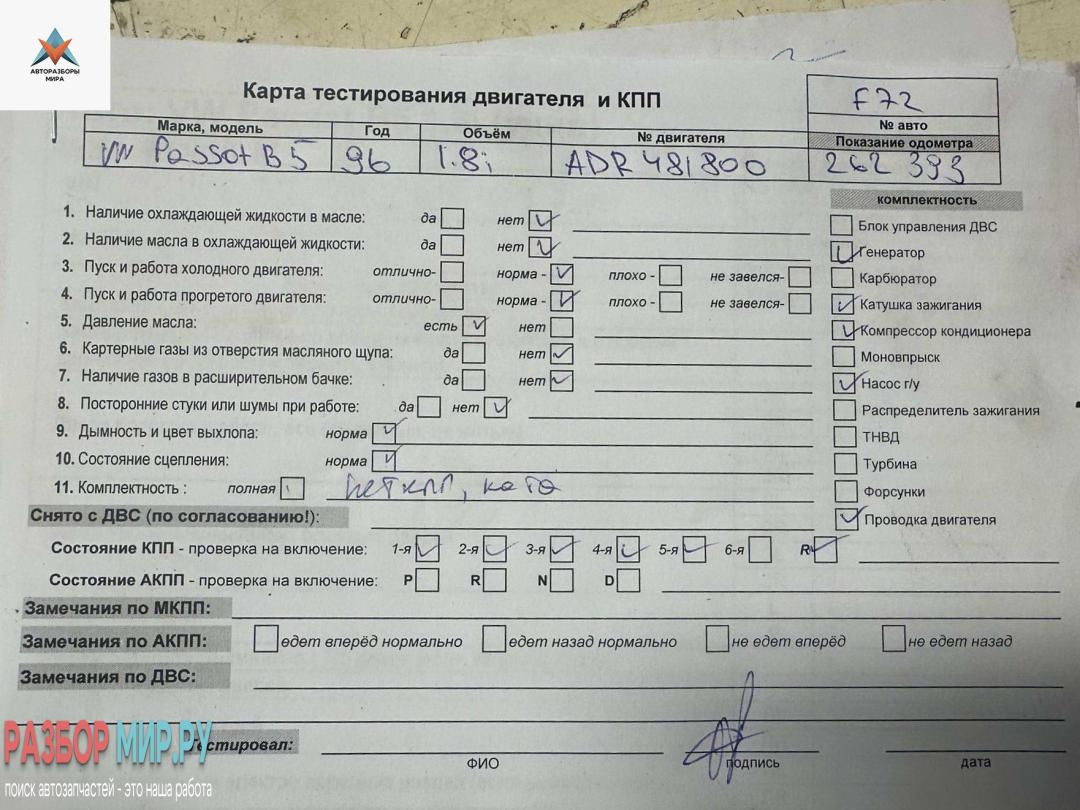 АВТОРАЗБОРЫ
МИРА
Карта тестирования двигателя и КПП
F72
№ авто
Марка, модель Год Объём № двигателя Показание одометра
VW Passat B5 96 1.8i ADR 481800 262 393
1. Наличие охлаждающей жидкости в масле: да нет
2. Наличие масла в охлаждающей жидкости: да нет
3. Пуск и работа холодного двигателя: отлично- норма - плохо - не завелся-
4. Пуск и работа прогретого двигателя: отлично- норма - плохо - не завелся-
5. Давление масла: есть нет
6. Картерные газы из отверстия масляного щупа: да нет
7. Наличие газов в расширительном бачке: да нет
8. Посторонние стуки или шумы при работе: да нет
9. Дымность и цвет выхлопа: норма
10. Состояние сцепления: норма
11. Комплектность : полная
Снято с ДВС (по согласованию!):
комплектность
Блок управления ДВС
Генератор
Карбюратор
Катушка зажигания
Компрессор кондиционера
Моновпрыск
Насос г/у
Распределитель зажигания
ТНВД
Турбина
Форсунки
Проводка двигателя
Состояние КПП - проверка на включение: 1-я 2-я 3-я 4-я 5-я 6-я R
Состояние АКПП - проверка на включение: P R N D
Замечания по МКПП:
Замечания по АКПП: едет вперёд нормально едет назад нормально не едет вперёд не едет назад
Замечания по ДВС:
Тестировал:
ФИО подпись дата
РАЗБОР МИР.РУ
поиск автозапчастей - это наша работа